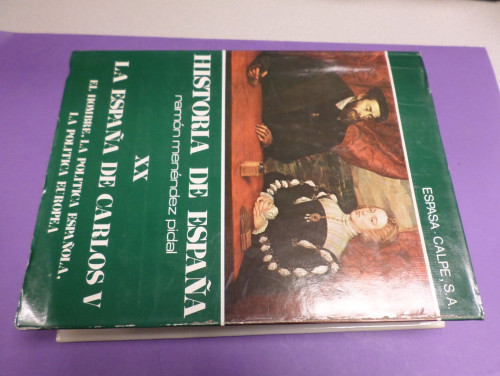 HISTORIA DE ESPAÑA
ramón menéndez pidal
XX
LA ESPAÑA DE CARLOS V
EL HOMBRE, LA POLITICA ESPAÑOLA,
LA POLITICA EUROPEA
ESPASA-CALPE, S.A.